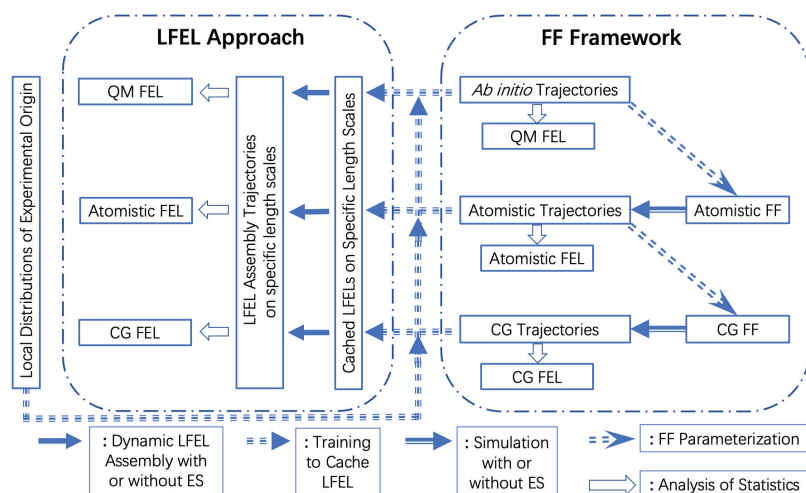 LFEL Approach
FF Framework
Local Distributions of Experimental Origin
QM FEL
Atomistic FEL
CG FEL
LFEL Assembly Trajectories
on specific length scales
Cached LFELs on Specific Length Scales
Ab initio Trajectories
QM FEL
Atomistic Trajectories
Atomistic FF
Atomistic FEL
CG Trajectories
CG FF
CG FEL
: Dynamic LFEL
Assembly with
or without ES
: Training
to Cache
LFEL
: Simulation
with or
without ES
: FF Parameterization
: Analysis of Statistics